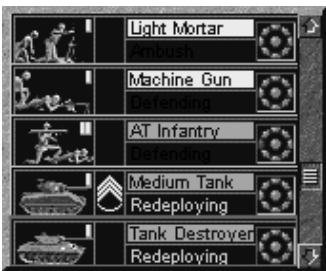 Light Mortar
Ambush
Machine Gun
Defending
AT Infantry
Defending
Medium Tank
Redeploying
Tank Destroyer
Redeploying